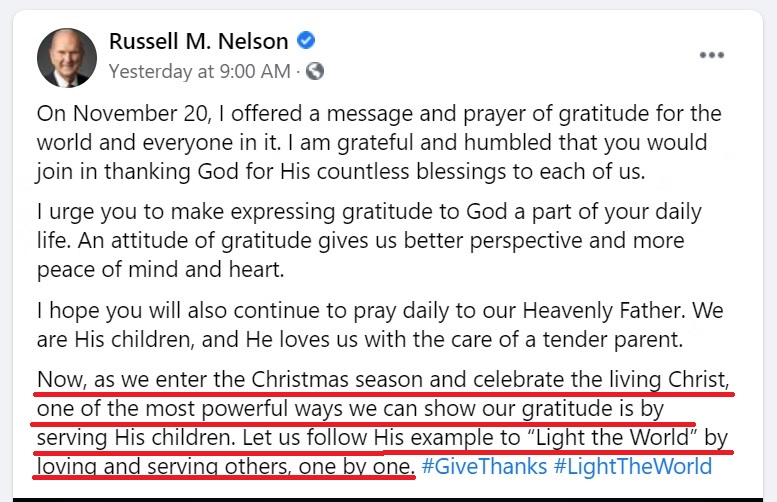 Russell M. Nelson
Yesterday at 9:00 AM ·
On November 20, I offered a message and prayer of gratitude for the
world and everyone in it. I am grateful and humbled that you would
join in thanking God for His countless blessings to each of us.
I urge you to make expressing gratitude to God a part of your daily
life. An attitude of gratitude gives us better perspective and more
peace of mind and heart.
I hope you will also continue to pray daily to our Heavenly Father. We
are His children, and He loves us with the care of a tender parent.
Now, as we enter the Christmas season and celebrate the living Christ,
one of the most powerful ways we can show our gratitude is by
serving His children. Let us follow His example to “Light the World” by
loving and serving others, one by one. #GiveThanks #LightTheWorld